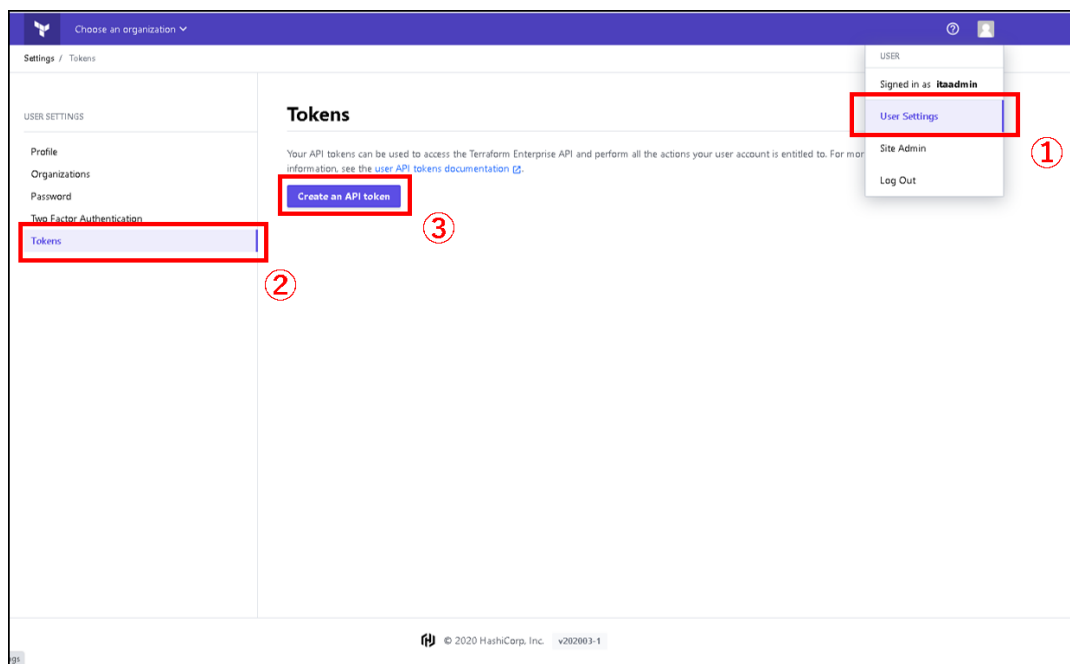 Choose an organization
Settings / Tokens
USER
Signed in as itaadmin
User Settings
Site Admin
Log Out
①
USER SETTINGS
Profile
Organizations
Password
Two Factor Authentication
Tokens
②
Tokens
Your API tokens can be used to access the Terraform Enterprise API and perform all the actions your user account is entitled to. For mor
information, see the user API tokens documentation
Create an API token
③
© 2020 HashiCorp, Inc. v202003-1
ngs